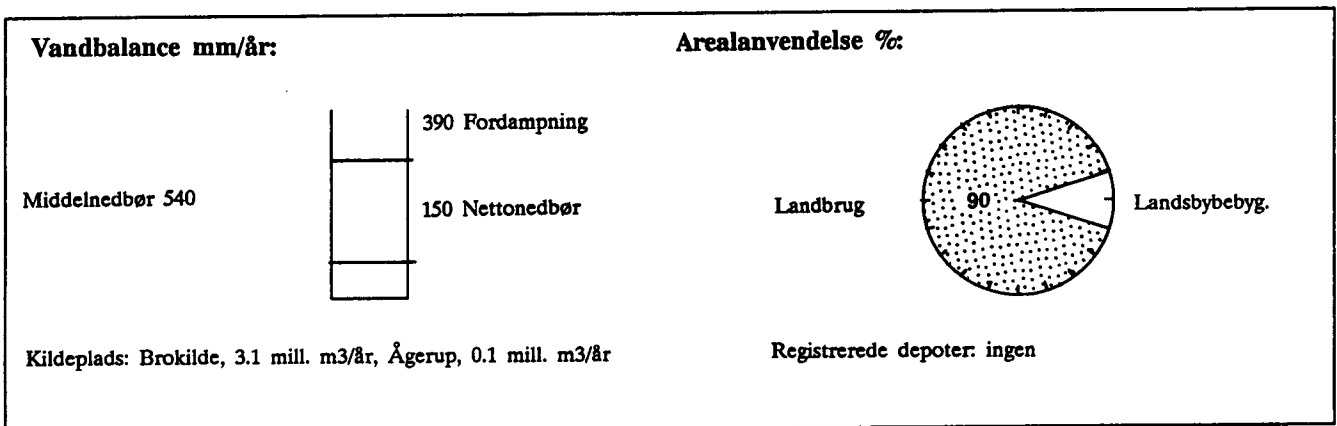 Vandbalance mm/år:
Arealanvendelse %:
390 Fordampning
Middelnedbør 540
150 Nettonedbør
Landbrug
90
Landsbybebyg.
Kildeplads: Brokilde, 3.1 mill. m3/år, Ågerup, 0.1 mill. m3/år
Registrerede depoter: ingen